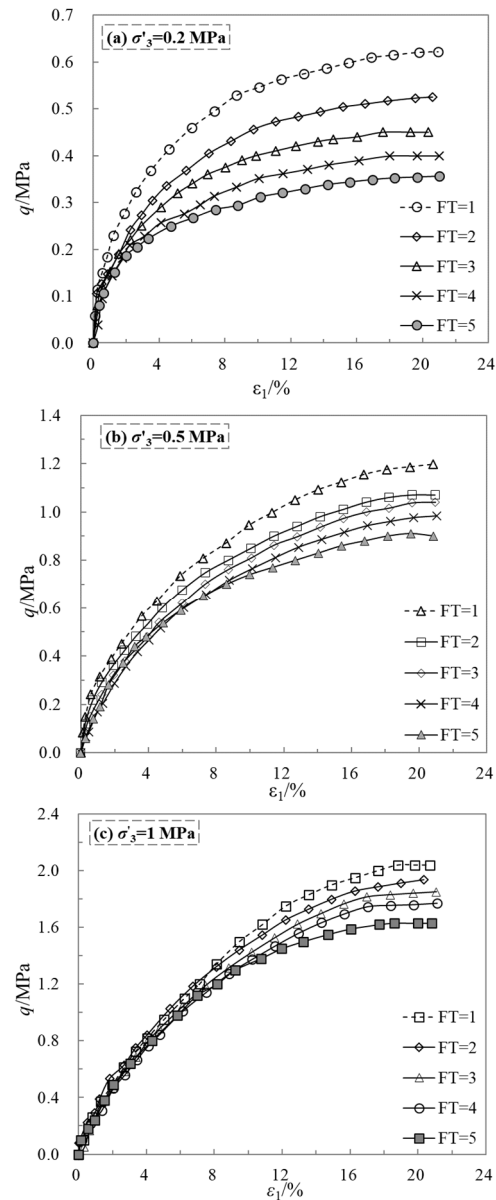 0.7
(a) σ'₃=0.2 MPa
0.6
0.5
0.4
q/MPa
0.3
FT=1
0.2
FT=2
FT=3
0.1
FT=4
FT=5
0.0
0 4 8 12 16 20 24
ε₁/%
1.4
(b) σ'₃=0.5 MPa
1.2
1.0
0.8
q/MPa
0.6
FT=1
0.4
FT=2
FT=3
0.2
FT=4
FT=5
0.0
0 4 8 12 16 20 24
ε₁/%
2.4
(c) σ'₃=1 MPa
2.0
1.6
1.2
q/MPa
0.8
FT=1
FT=2
FT=3
0.4
FT=4
FT=5
0.0
0 4 8 12 16 20 24
ε₁/%